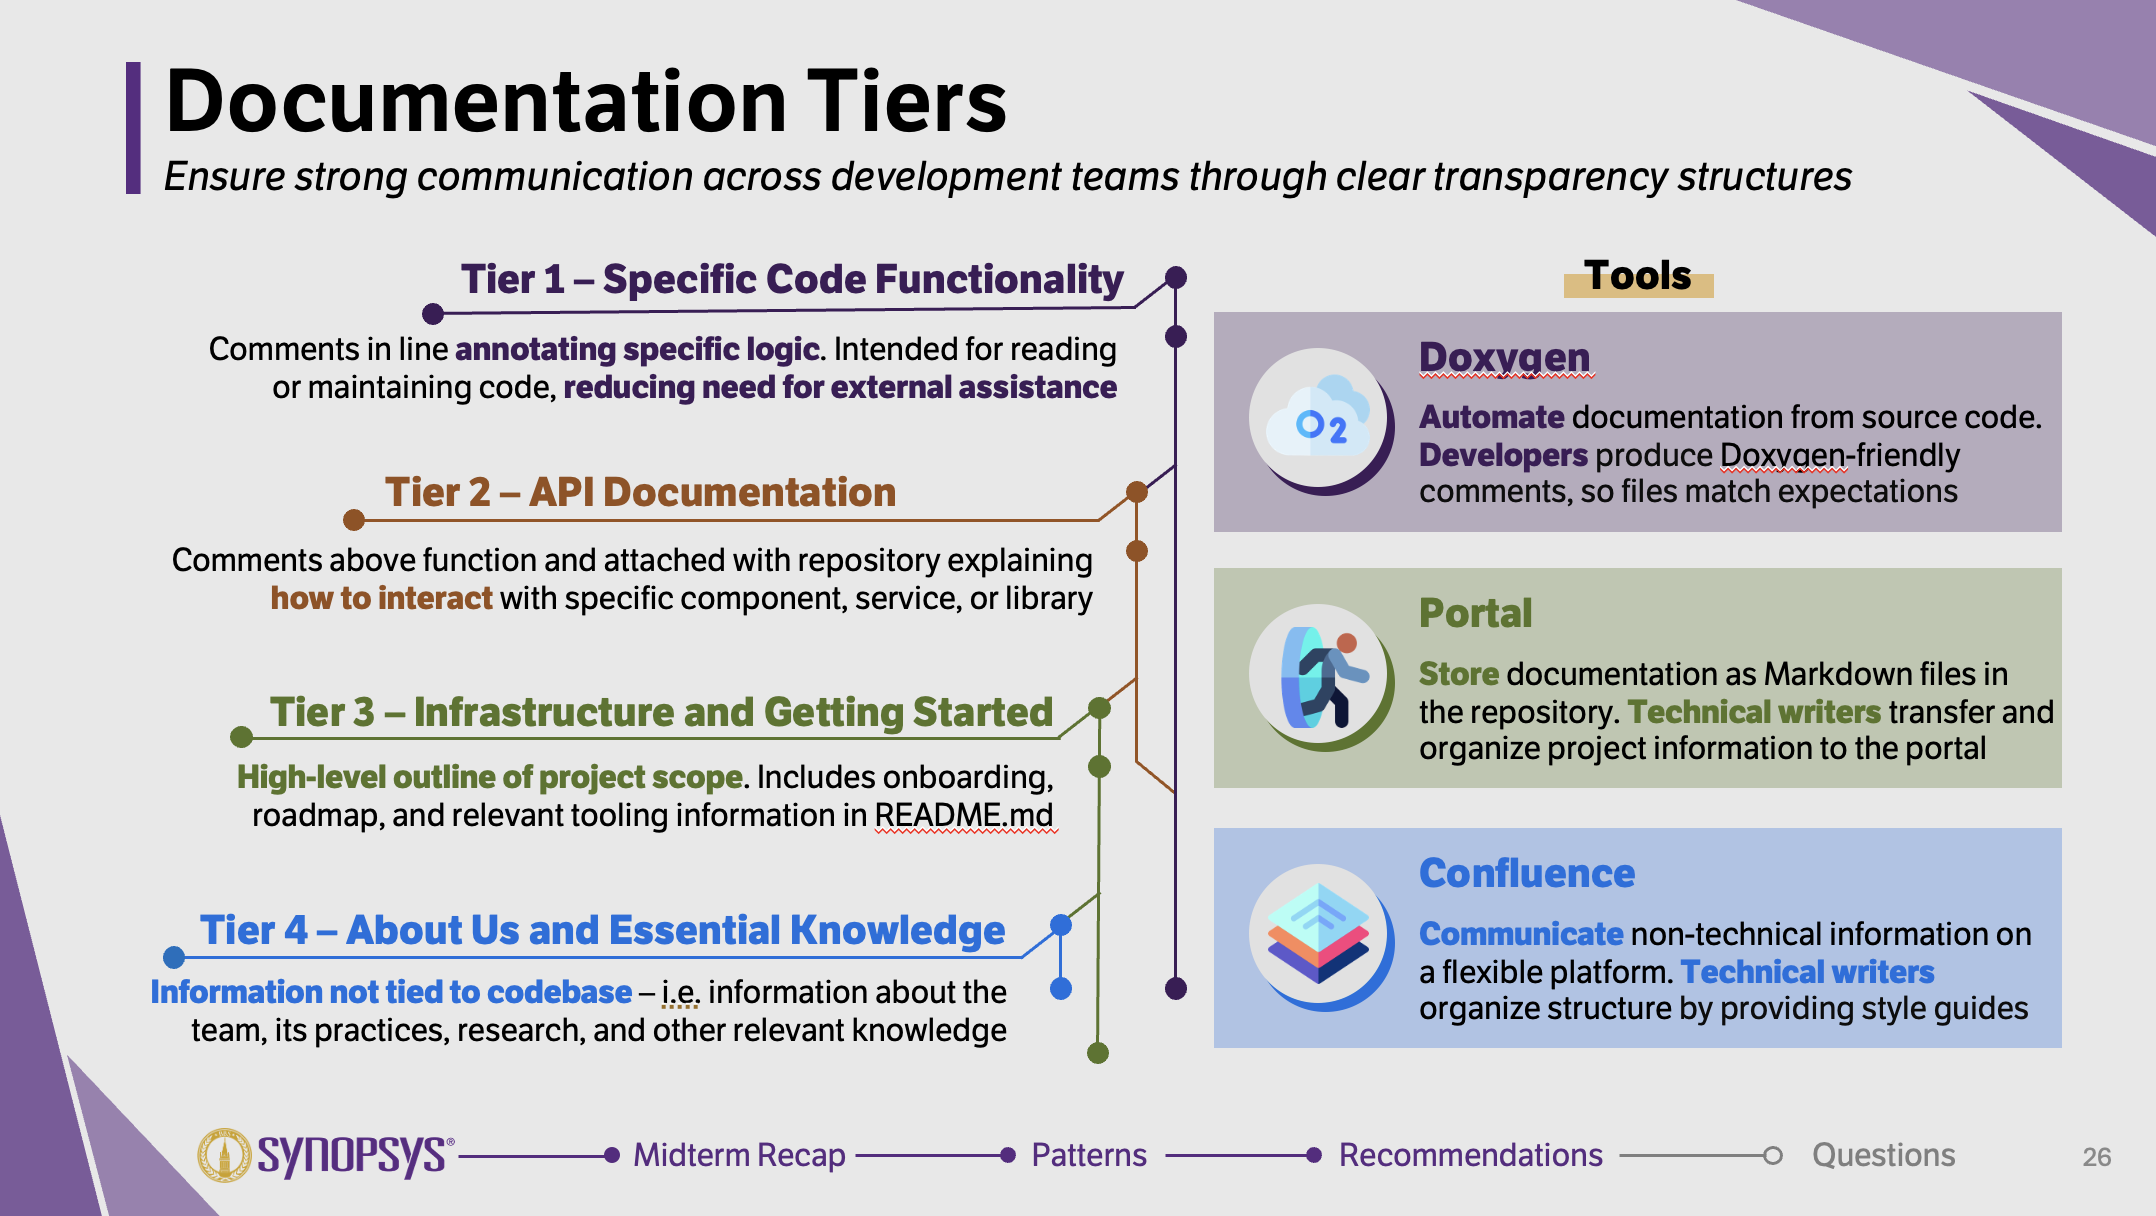 Documentation Tiers
Ensure strong communication across development teams through clear transparency structures
Tier 1 – Specific Code Functionality
Comments in line annotating specific logic. Intended for reading
or maintaining code, reducing need for external assistance
Tier 2 – API Documentation
Comments above function and attached with repository explaining
how to interact with specific component, service, or library
Tier 3 – Infrastructure and Getting Started
High-level outline of project scope. Includes onboarding,
roadmap, and relevant tooling information in README.md
Tier 4 – About Us and Essential Knowledge
Information not tied to codebase – i.e. information about the
team, its practices, research, and other relevant knowledge
Tools
O2
Doxygen
Automate documentation from source code.
Developers produce Doxygen-friendly
comments, so files match expectations
Portal
Store documentation as Markdown files in
the repository. Technical writers transfer and
organize project information to the portal
Confluence
Communicate non-technical information on
a flexible platform. Technical writers
organize structure by providing style guides
SYNOPSYS®
Midterm Recap
Patterns
Recommendations
Questions
26